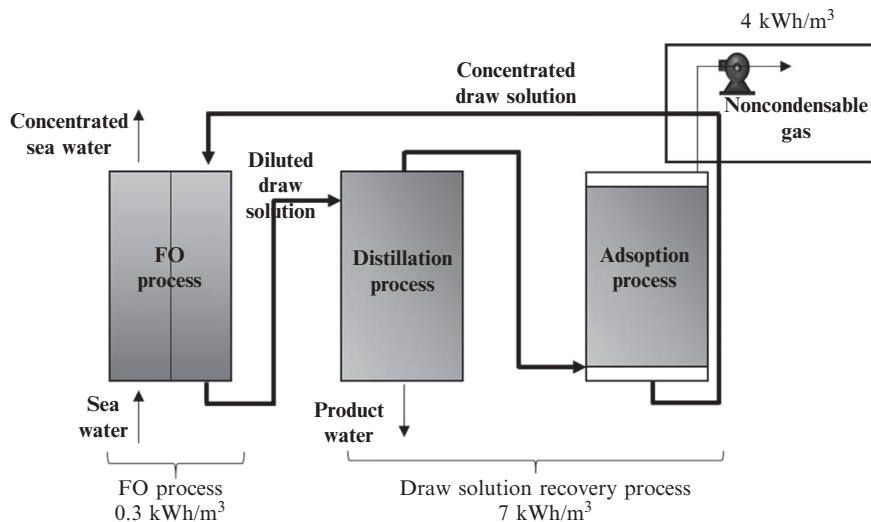 4 kWh/m³
Concentrated
draw solution
Noncondensable
gas
Concentrated
sea water
Diluted
draw
solution
FO
process
Distillation
process
Adsoption
process
Sea
water
Product
water
FO process
0.3 kWh/m³
Draw solution recovery process
7 kWh/m³